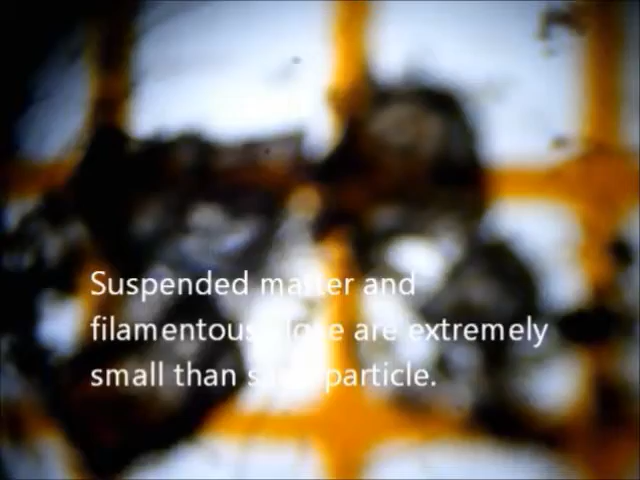 Suspended matter and
filamentous are extremely
small than particle.